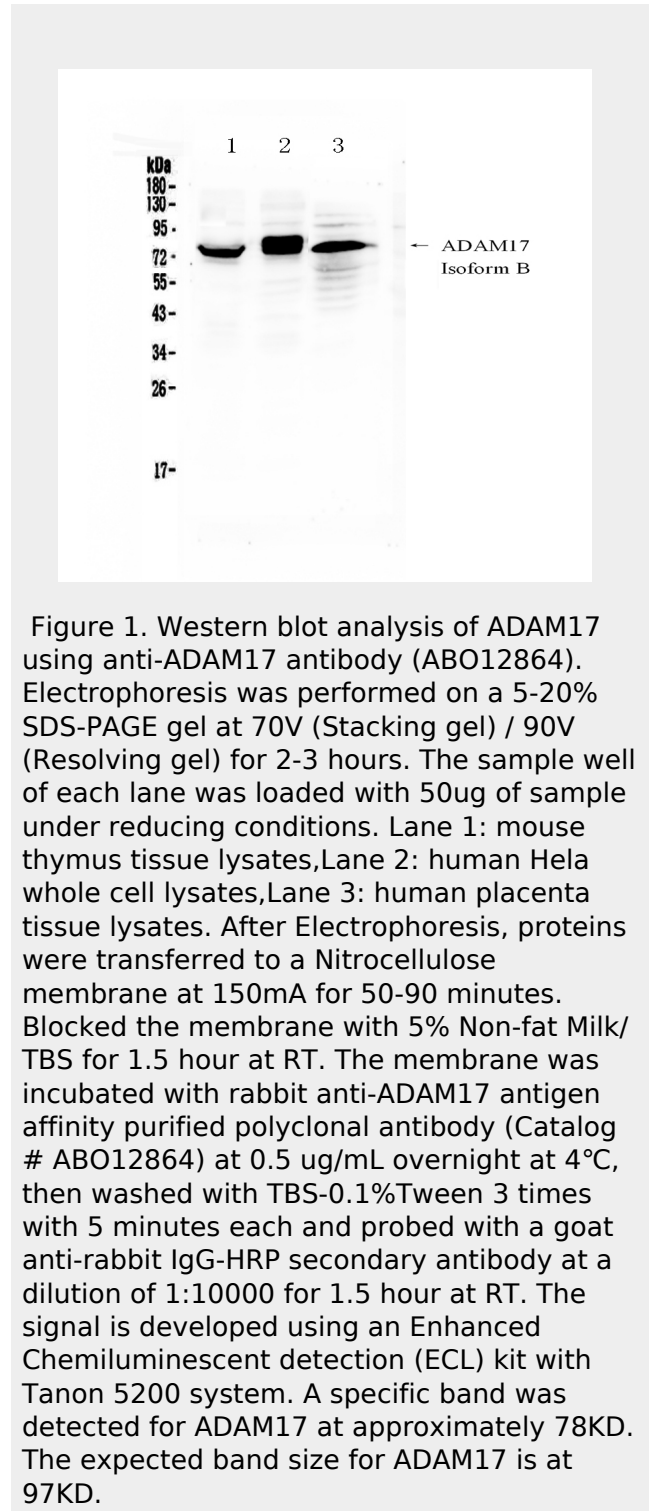 1 2 3
kDa
180-
130-
95-
72-
55-
43-
34-
26-
17-
← ADAM17
Isoform B
Figure 1. Western blot analysis of ADAM17
using anti-ADAM17 antibody (ABO12864).
Electrophoresis was performed on a 5-20%
SDS-PAGE gel at 70V (Stacking gel) / 90V
(Resolving gel) for 2-3 hours. The sample well
of each lane was loaded with 50ug of sample
under reducing conditions. Lane 1: mouse
thymus tissue lysates,Lane 2: human Hela
whole cell lysates,Lane 3: human placenta
tissue lysates. After Electrophoresis, proteins
were transferred to a Nitrocellulose
membrane at 150mA for 50-90 minutes.
Blocked the membrane with 5% Non-fat Milk/
TBS for 1.5 hour at RT. The membrane was
incubated with rabbit anti-ADAM17 antigen
affinity purified polyclonal antibody (Catalog
# ABO12864) at 0.5 ug/mL overnight at 4℃,
then washed with TBS-0.1%Tween 3 times
with 5 minutes each and probed with a goat
anti-rabbit IgG-HRP secondary antibody at a
dilution of 1:10000 for 1.5 hour at RT. The
signal is developed using an Enhanced
Chemiluminescent detection (ECL) kit with
Tanon 5200 system. A specific band was
detected for ADAM17 at approximately 78KD.
The expected band size for ADAM17 is at
97KD.